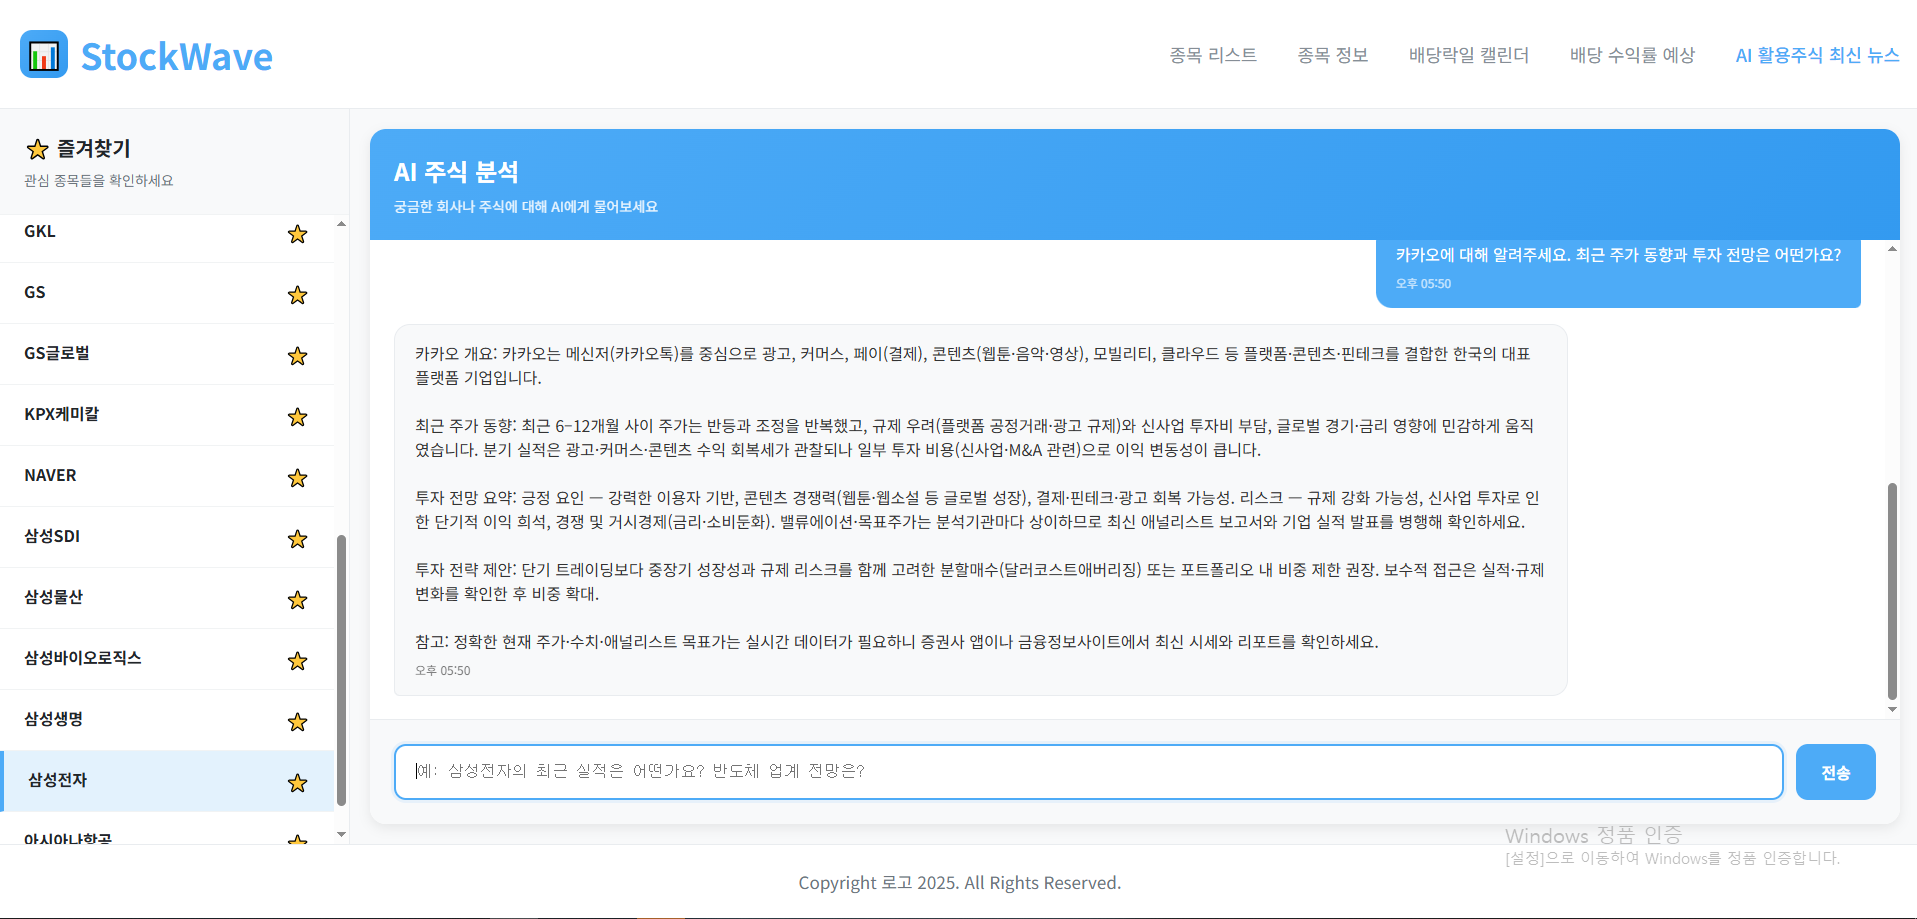 StockWave
종목 리스트
종목 정보
배당락일 캘린더
배당 수익률 예상
AI 활용주식 최신 뉴스
즐겨찾기
관심 종목들을 확인하세요
GKL
GS
GS글로벌
KPX케미칼
NAVER
삼성SDI
삼성물산
삼성바이오로직스
삼성생명
삼성전자
아시아나항공
AI 주식 분석
궁금한 회사나 주식에 대해 AI에게 물어보세요
카카오에 대해 알려주세요. 최근 주가 동향과 투자 전망은 어떤가요?
오후 05:50
카카오 개요: 카카오는 메신저(카카오톡)를 중심으로 광고, 커머스, 페이(결제), 콘텐츠(웹툰·음악·영상), 모빌리티, 클라우드 등 플랫폼·콘텐츠·핀테크를 결합한 한국의 대표
플랫폼 기업입니다.
최근 주가 동향: 최근 6–12개월 사이 주가는 반등과 조정을 반복했고, 규제 우려(플랫폼 공정거래·광고 규제)와 신사업 투자비 부담, 글로벌 경기·금리 영향에 민감하게 움직
였습니다. 분기 실적은 광고·커머스·콘텐츠 수익 회복세가 관찰되나 일부 투자 비용(신사업·M&A 관련)으로 이익 변동성이 큽니다.
투자 전망 요약: 긍정 요인 — 강력한 이용자 기반, 콘텐츠 경쟁력(웹툰·웹소설 등 글로벌 성장), 결제·핀테크·광고 회복 가능성. 리스크 — 규제 강화 가능성, 신사업 투자로 인
한 단기적 이익 희석, 경쟁 및 거시경제(금리·소비둔화). 밸류에이션·목표주가는 분석기관마다 상이하므로 최신 애널리스트 보고서와 기업 실적 발표를 병행해 확인하세요.
투자 전략 제안: 단기 트레이딩보다 중장기 성장성과 규제 리스크를 함께 고려한 분할매수(달러코스트애버리징) 또는 포트폴리오 내 비중 제한 권장. 보수적 접근은 실적·규제
변화를 확인한 후 비중 확대.
참고: 정확한 현재 주가·수치·애널리스트 목표가는 실시간 데이터가 필요하니 증권사 앱이나 금융정보사이트에서 최신 시세와 리포트를 확인하세요.
오후 05:50
예: 삼성전자의 최근 실적은 어떤가요? 반도체 업계 전망은?
전송
Windows 정품 인증
[설정]으로 이동하여 Windows를 정품 인증합니다.
Copyright 로고 2025. All Rights Reserved.